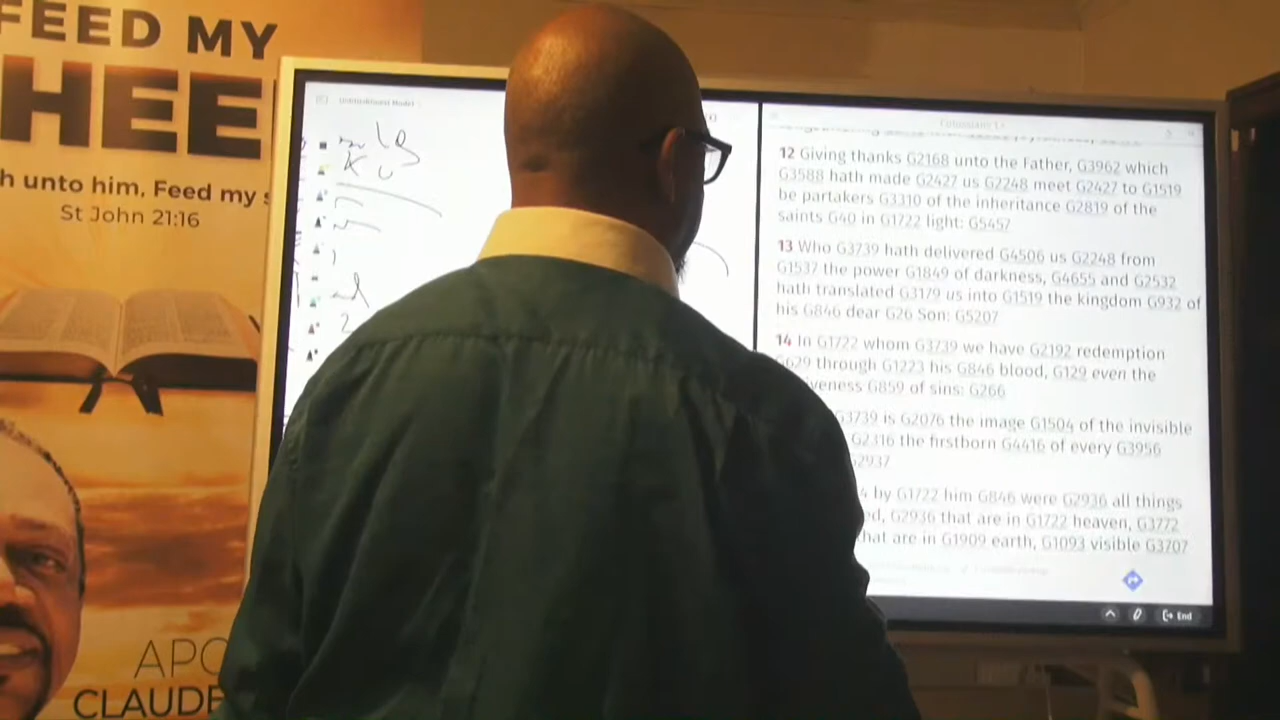 FEED MY
HEE
h unto him, Feed my s
St John 21:16
APO
CLAUDE
Colossians 1
12 Giving thanks G2168 unto the Father, G3962 which
G3588 hath made G2427 us G2248 meet G2427 to G1519
be partakers G3310 of the inheritance G2819 of the
saints G40 in G1722 light: G5457
13 Who G3739 hath delivered G4506 us G2248 from
G1537 the power G1849 of darkness, G4655 and G2532
hath translated G3179 us into G1519 the kingdom G932 of
his G846 dear G26 Son: G5207
14 In G1722 whom G3739 we have G2192 redemption
G629 through G1223 his G846 blood, G129 even the
iveness G859 of sins: G266
G3739 is G2076 the image G1504 of the invisible
G2316 the firstborn G4416 of every G3956
G2937
4 by G1722 him G846 were G2936 all things
ed, G2936 that are in G1722 heaven, G3772
that are in G1909 earth, G1093 visible G3707
End